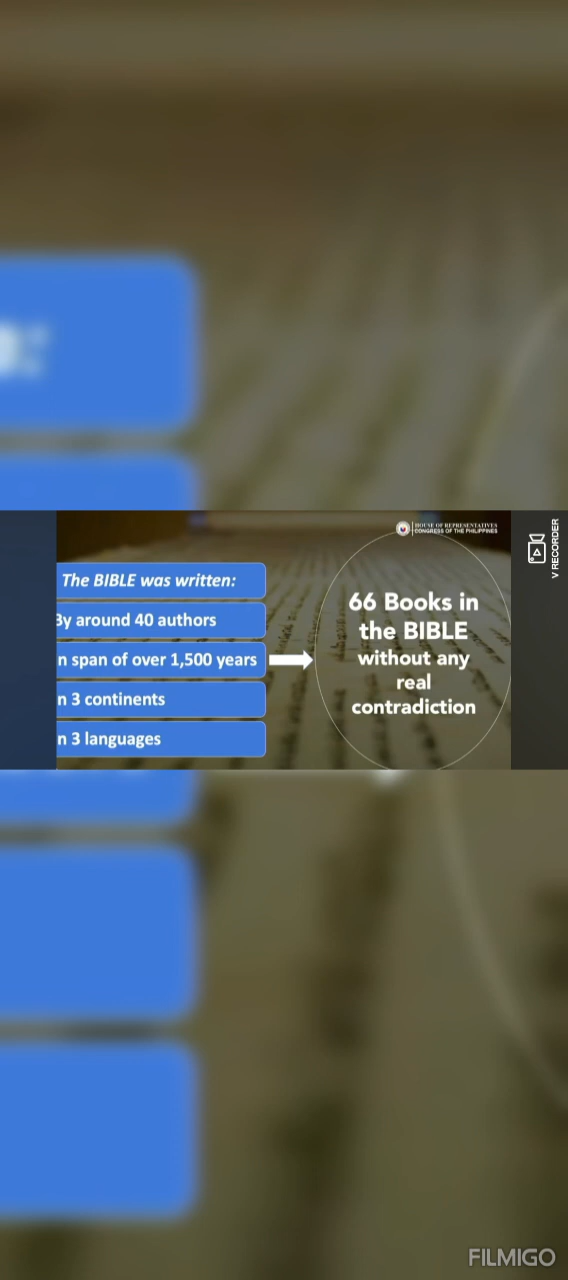 HOUSE OF REPRESENTATIVES
CONGRESS OF THE PHILIPPINES
The BIBLE was written:
By around 40 authors
n span of over 1,500 years
n 3 continents
n 3 languages
66 Books in
the BIBLE
without any
real
contradiction
V RECORDER
FILMIGO